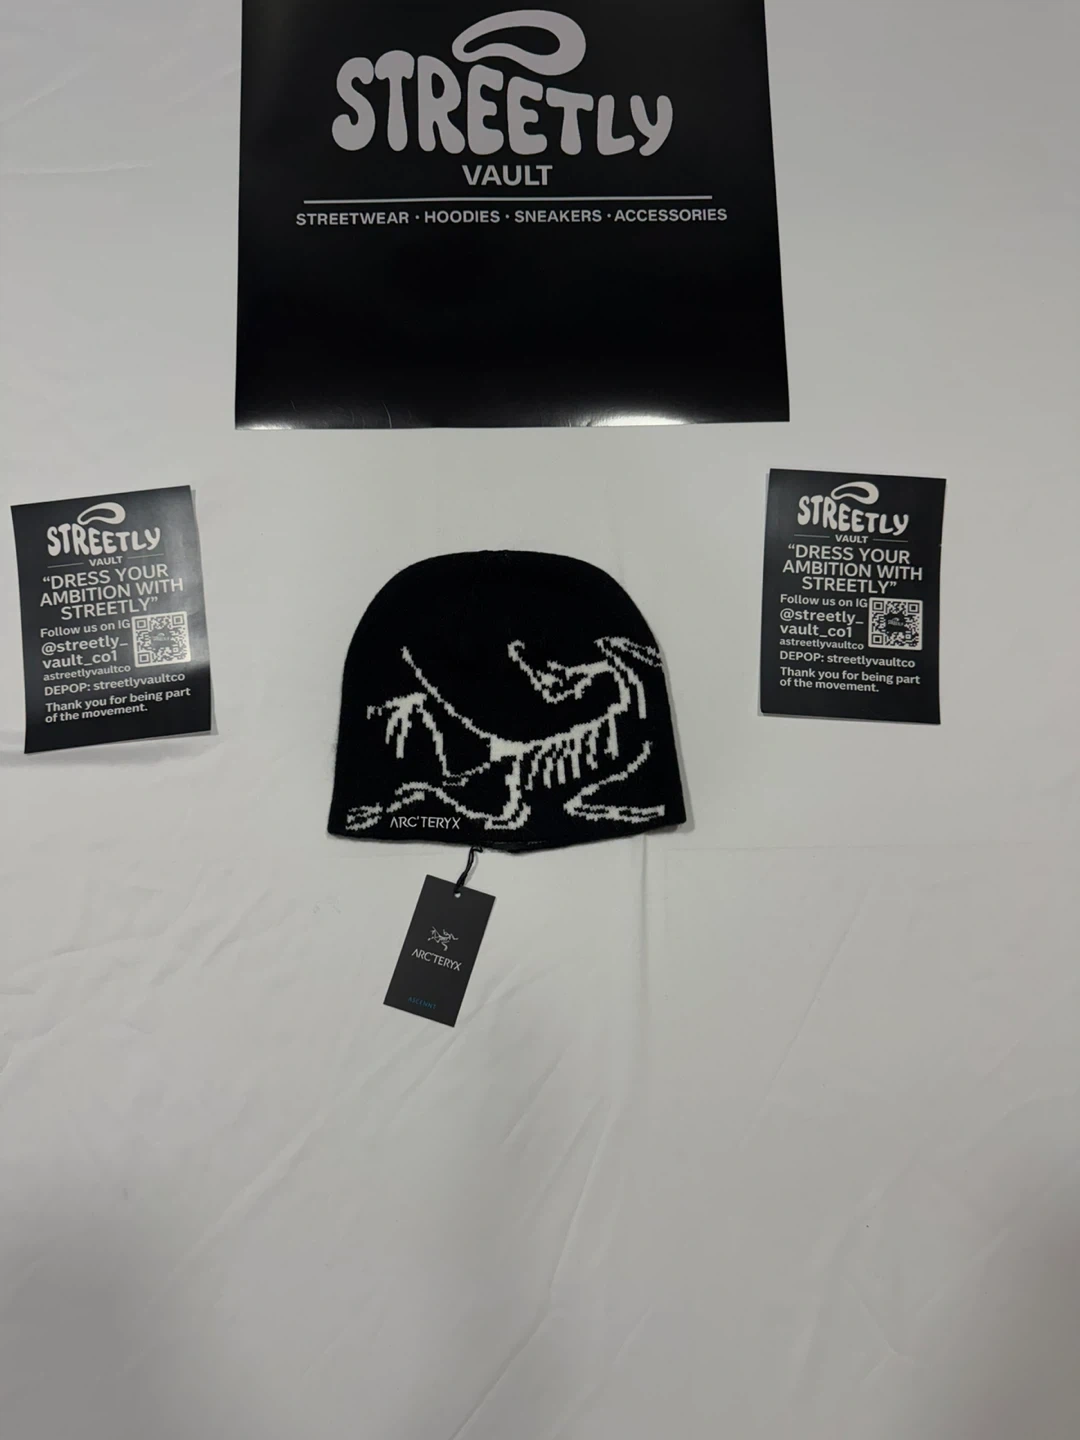 STREETLY
VAULT
STREETWEAR · HOODIES · SNEAKERS · ACCESSORIES
STREETLY
VAULT
“DRESS YOUR
AMBITION WITH
STREETLY”
Follow us on IG
@streetly_
vault_co1
astreetlyvaultco
DEPOP: streetlyvaultco
Thank you for being part
of the movement.
STREETLY
VAULT
“DRESS YOUR
AMBITION WITH
STREETLY”
Follow us on IG
@streetly_
vault_co1
astreetlyvaultco
DEPOP: streetlyvaultco
Thank you for being part
of the movement.
ARC'TERYX
ARC'TERYX